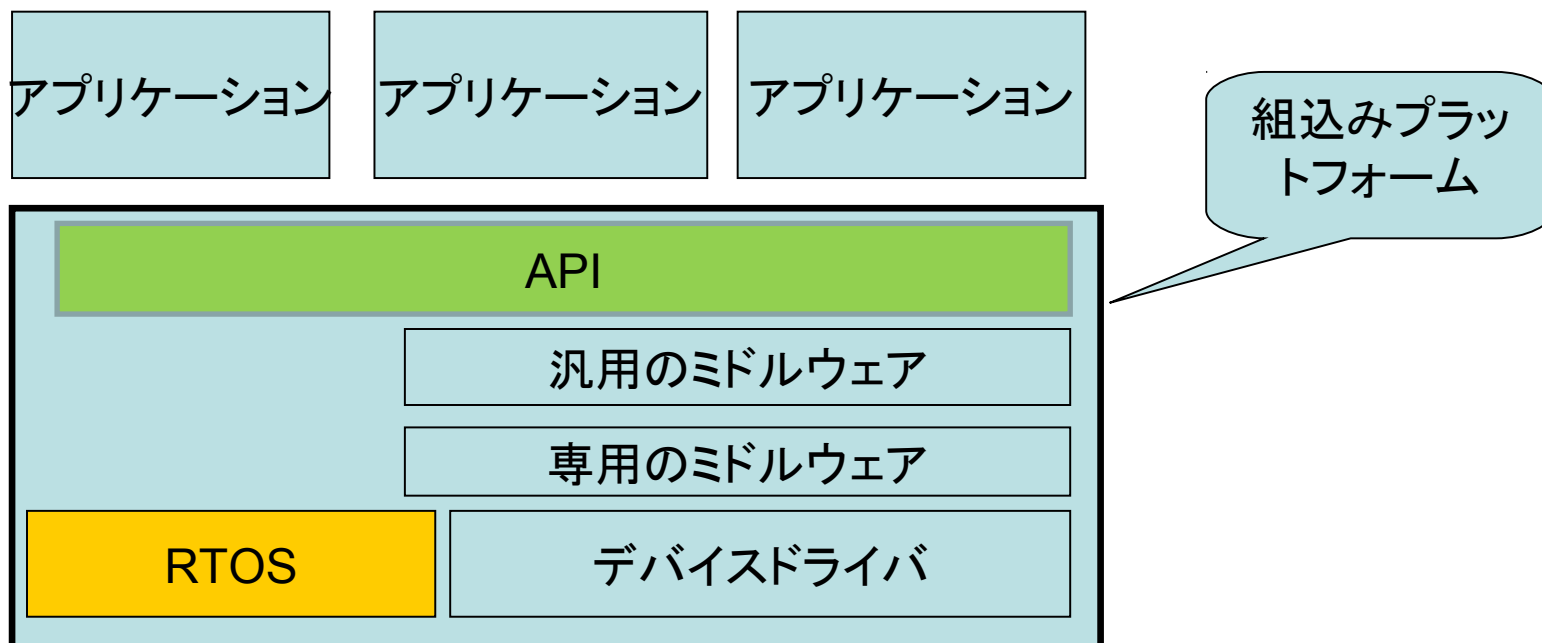 アプリケーション
アプリケーション
アプリケーション
組込みプラッ
トフォーム
API
汎用のミドルウェア
専用のミドルウェア
RTOS
デバイスドライバ